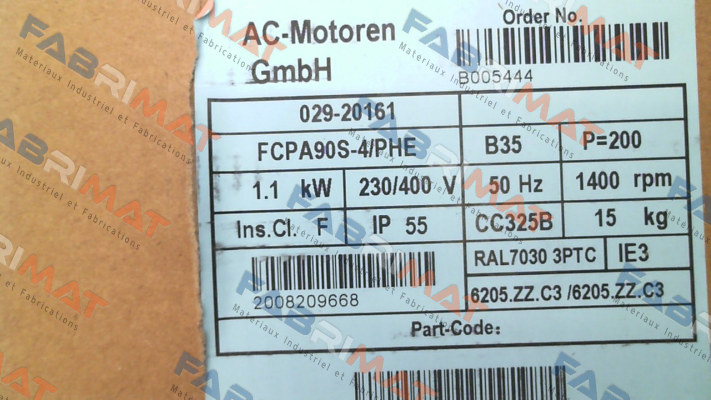 AC-Motoren
GmbH
Order No.
B005444
029-20161
FCPA90S-4/PHE B35 P=200
1.1 kW 230/400 V 50 Hz 1400 rpm
Ins.Cl. F IP 55 CC325B 15 kg
RAL7030 3PTC IE3
2008209668
6205.ZZ.C3 /6205.ZZ.C3
Part-Code:
FABRIMAT
Materiaux Industriel et Fabrications